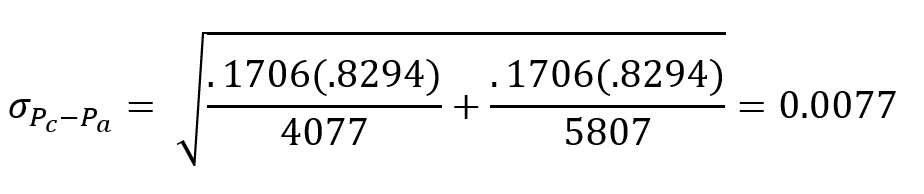 σ_{P_c−P_a} = √(.1706(.8294)/4077 + .1706(.8294)/5807) = 0.0077